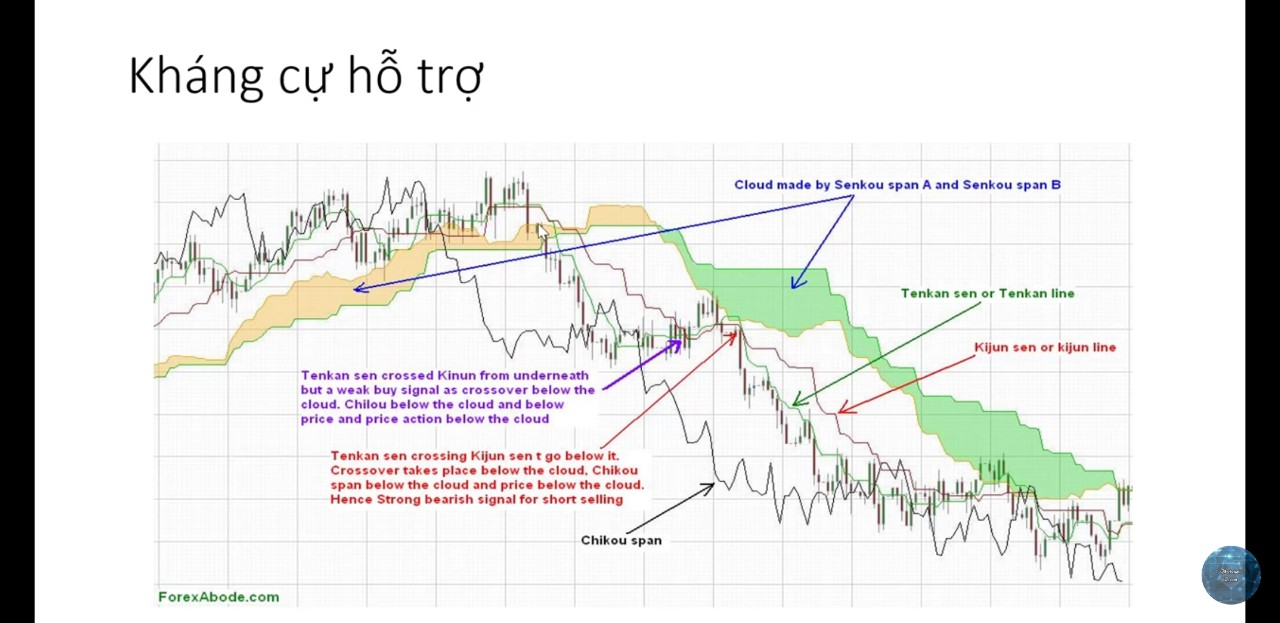 Kháng cự hỗ trợ
Cloud made by Senkou span A and Senkou span B
Tenkan sen or Tenkan line
Kijun sen or kijun line
Tenkan sen crossed Kinun from underneath
but a weak buy signal as crossover below the
cloud. Chilou below the cloud and below
price and price action below the cloud
Tenkan sen crossing Kijun sen t go below it.
Crossover takes place below the cloud, Chikou
span below the cloud and price below the cloud.
Hence Strong bearish signal for short selling
Chikou span
ForexAbode.com